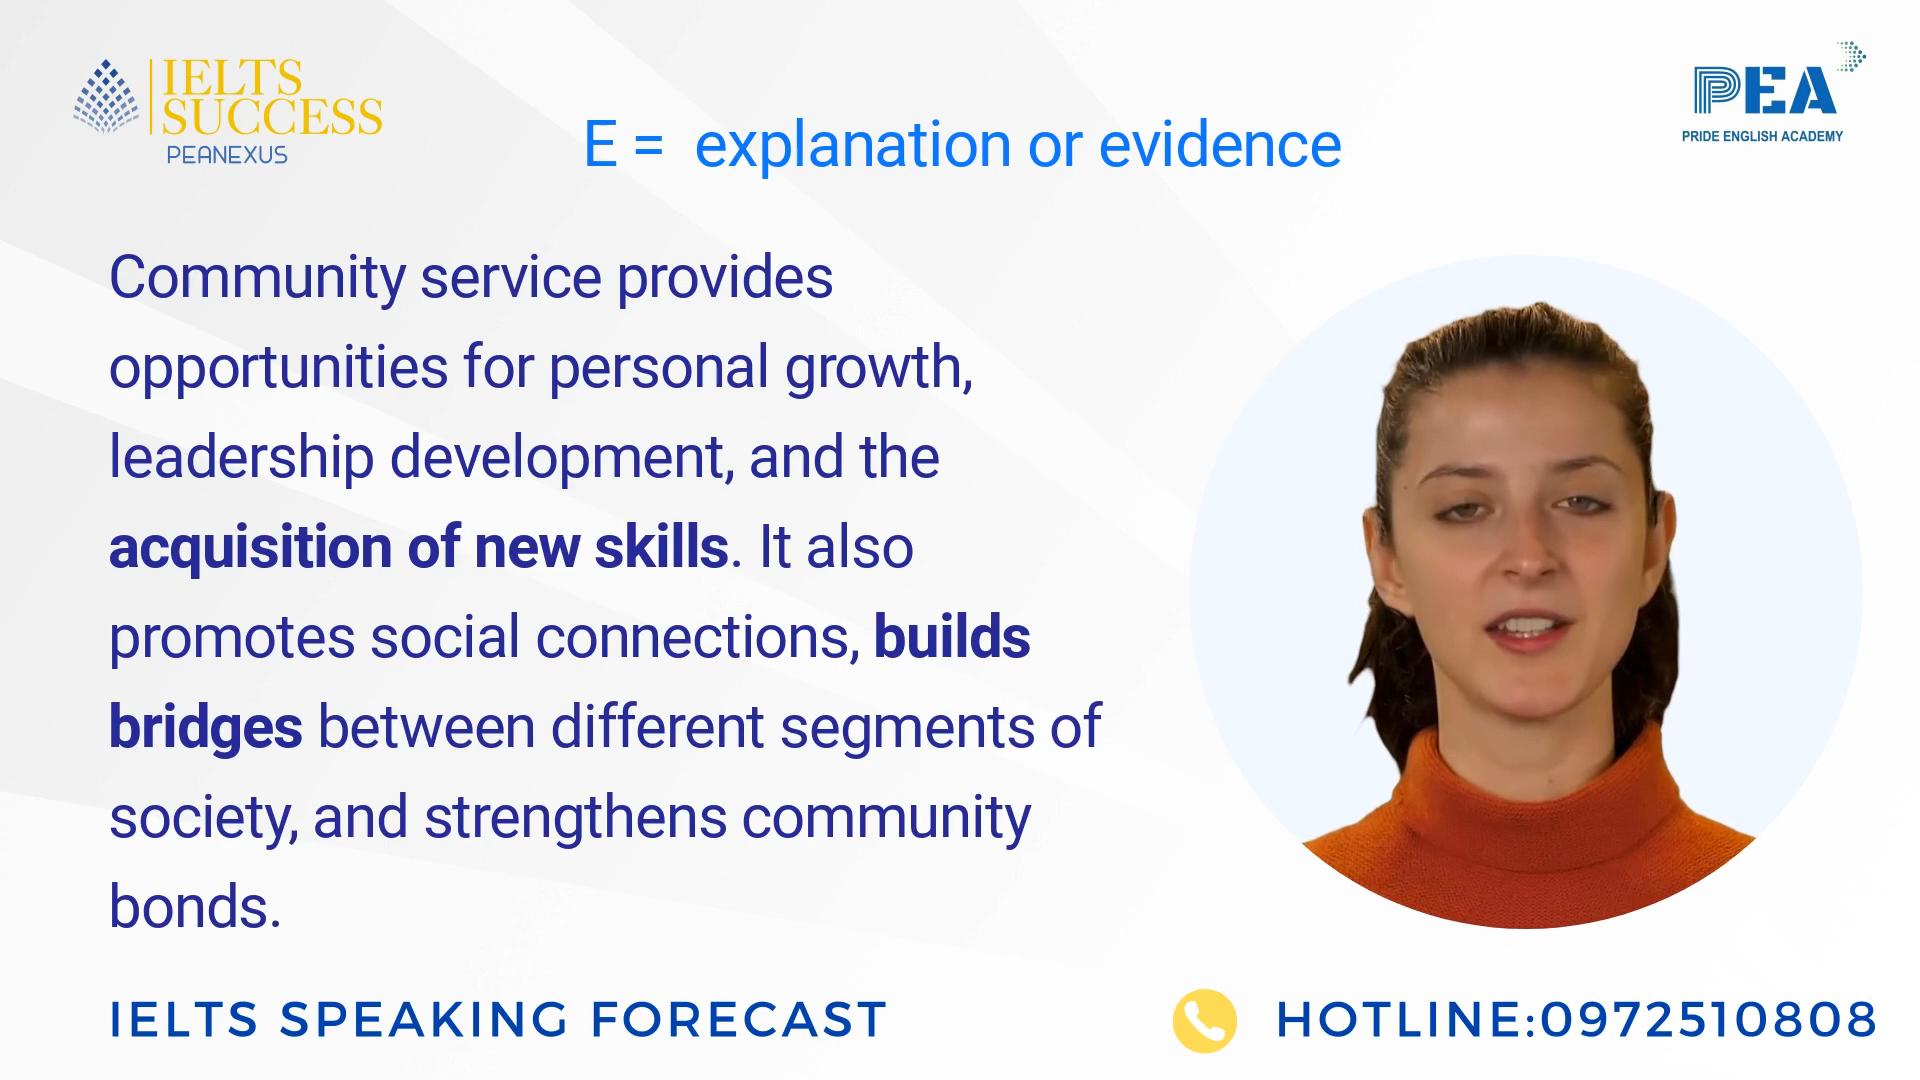 IELTS
SUCCESS
PEANEXUS
PEA
PRIDE ENGLISH ACADEMY
E = explanation or evidence
Community service provides
opportunities for personal growth,
leadership development, and the
acquisition of new skills. It also
promotes social connections, builds
bridges between different segments of
society, and strengthens community
bonds.
IELTS SPEAKING FORECAST
HOTLINE:0972510808